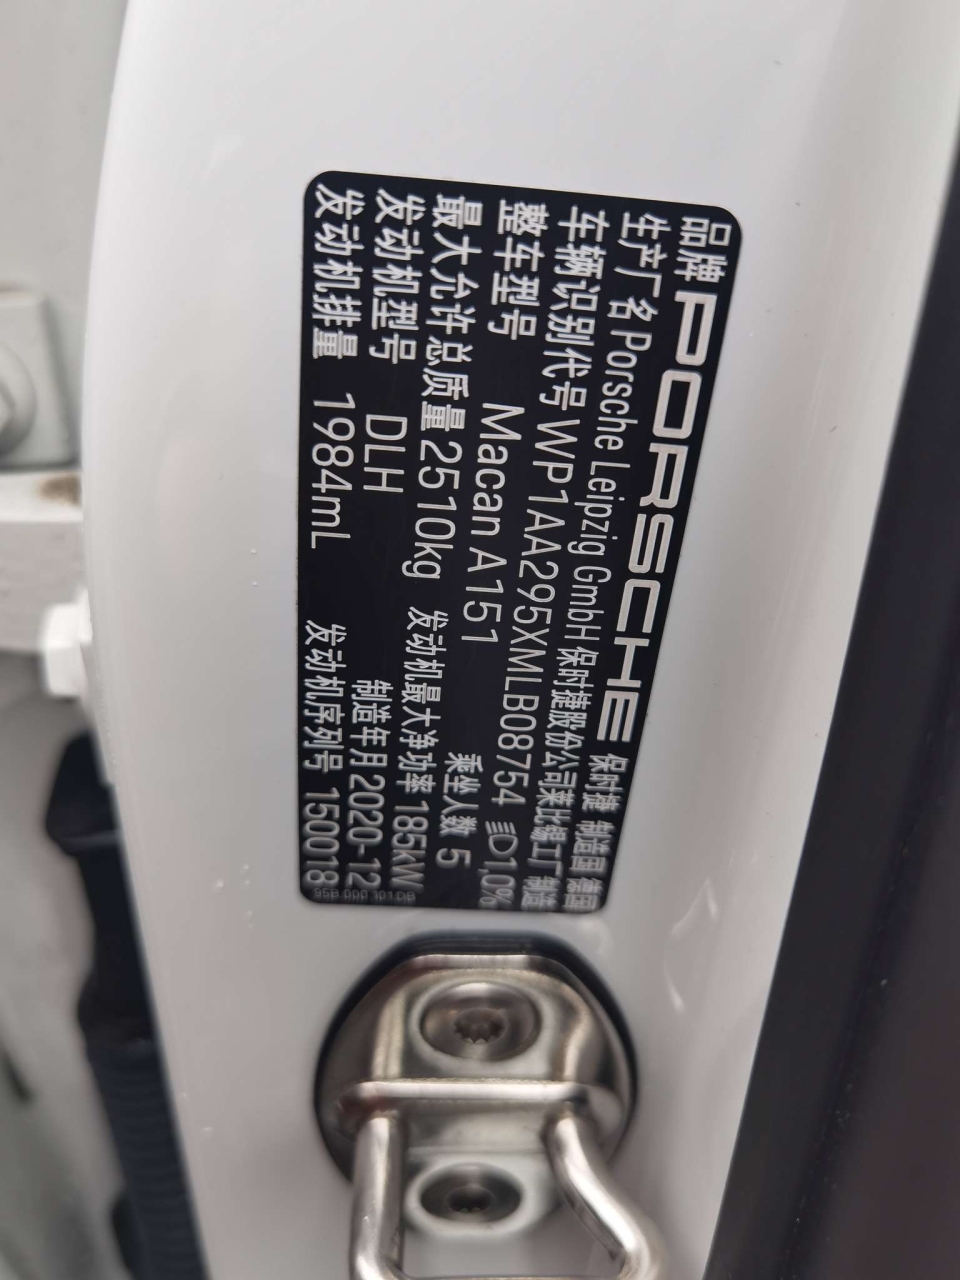 品牌 PORSCHE 保时捷 制造国 德国
生产厂名 Porsche Leipzig GmbH 保时捷股份公司莱比锡工厂 制造
车辆识别代号 WP1AA295XMLB08754
整车型号 Macan A151 1,0%
最大允许总质量 2510kg 乘坐人数 5
发动机型号 DLH 发动机最大净功率 185kW
制造年月 2020-12
发动机排量 1984mL 发动机序列号 150018
95B 000 101 DB